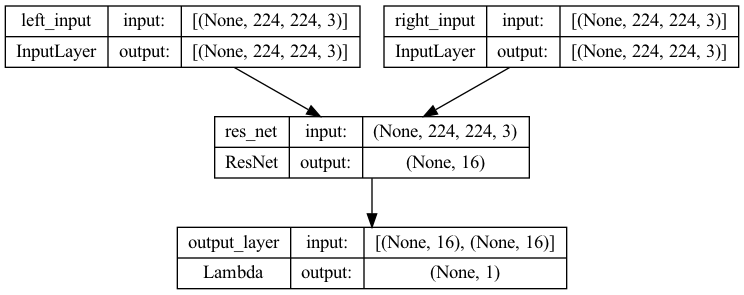 left_input input: [(None, 224, 224, 3)]
InputLayer output: [(None, 224, 224, 3)]
right_input input: [(None, 224, 224, 3)]
InputLayer output: [(None, 224, 224, 3)]
res_net input: (None, 224, 224, 3)
ResNet output: (None, 16)
output_layer input: [(None, 16), (None, 16)]
Lambda output: (None, 1)